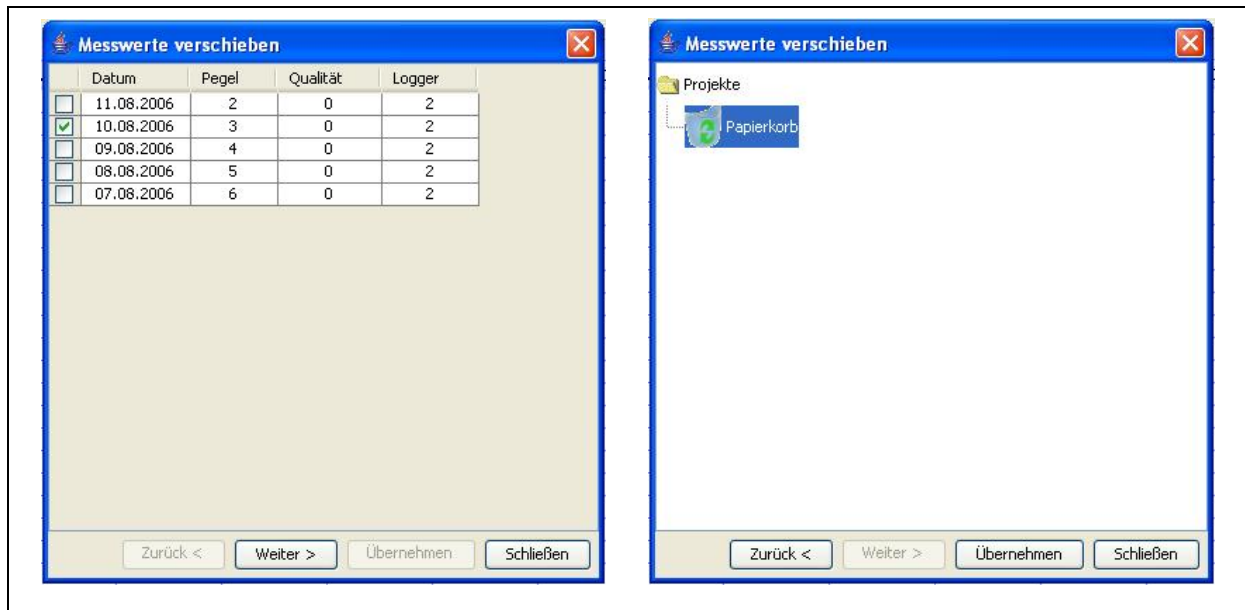 Messwerte verschieben
Datum Pegel Qualität Logger
11.08.2006 2 0 2
10.08.2006 3 0 2
09.08.2006 4 0 2
08.08.2006 5 0 2
07.08.2006 6 0 2
Zurück < Weiter > Übernehmen Schließen
Messwerte verschieben
Projekte
Papierkorb
Zurück < Weiter > Übernehmen Schließen